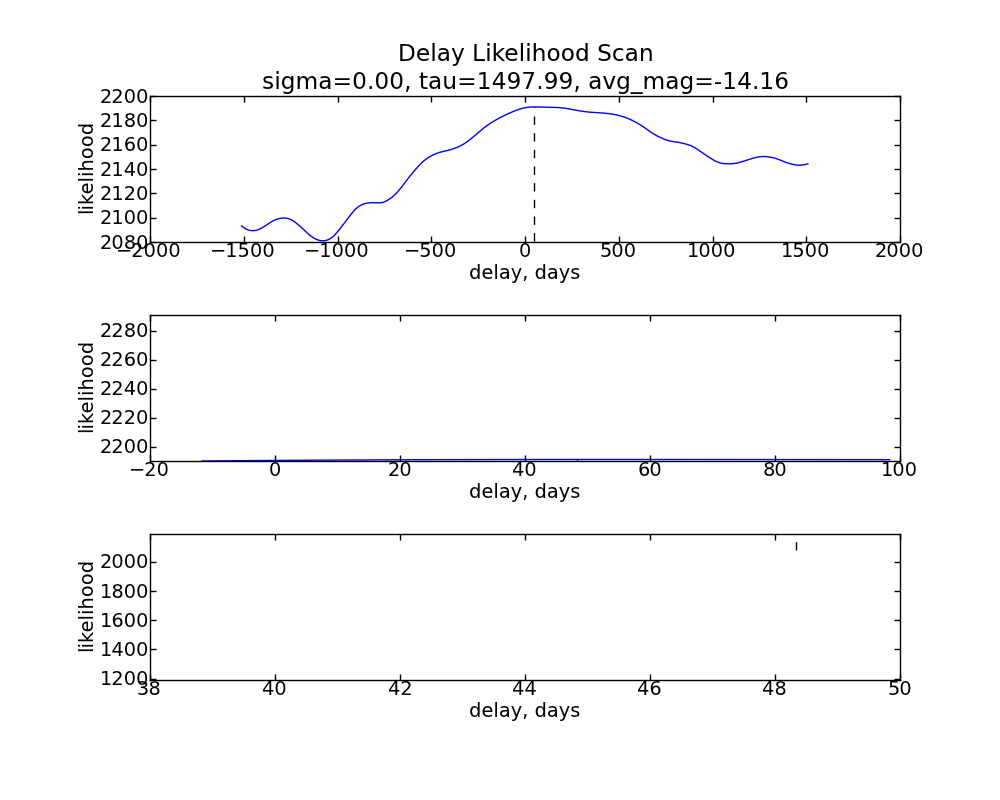 Delay Likelihood Scan
sigma=0.00, tau=1497.99, avg_mag=-14.16
2200
2180
2160
2140
2120
2100
2080
likelihood
−2000 −1500 −1000 −500 0 500 1000 1500 2000
delay, days
2280
2260
2240
2220
2200
likelihood
−20 0 20 40 60 80 100
delay, days
2000
1800
1600
1400
1200
likelihood
38 40 42 44 46 48 50
delay, days